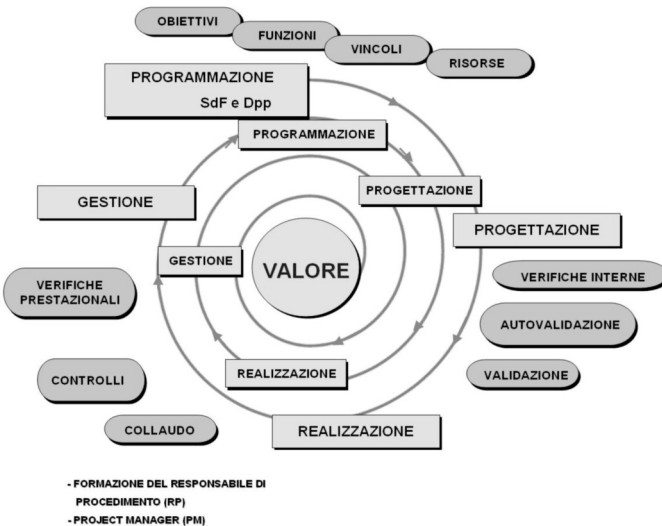 OBIETTIVI
FUNZIONI
VINCOLI
RISORSE
PROGRAMMAZIONE
SdF e Dpp
PROGRAMMAZIONE
PROGETTAZIONE
GESTIONE
PROGETTAZIONE
GESTIONE
VALORE
VERIFICHE INTERNE
VERIFICHE
PRESTAZIONALI
AUTOVALIDAZIONE
REALIZZAZIONE
VALIDAZIONE
CONTROLLI
COLLAUDO
REALIZZAZIONE
- FORMAZIONE DEL RESPONSABILE DI
PROCEDIMENTO (RP)
- PROJECT MANAGER (PM)